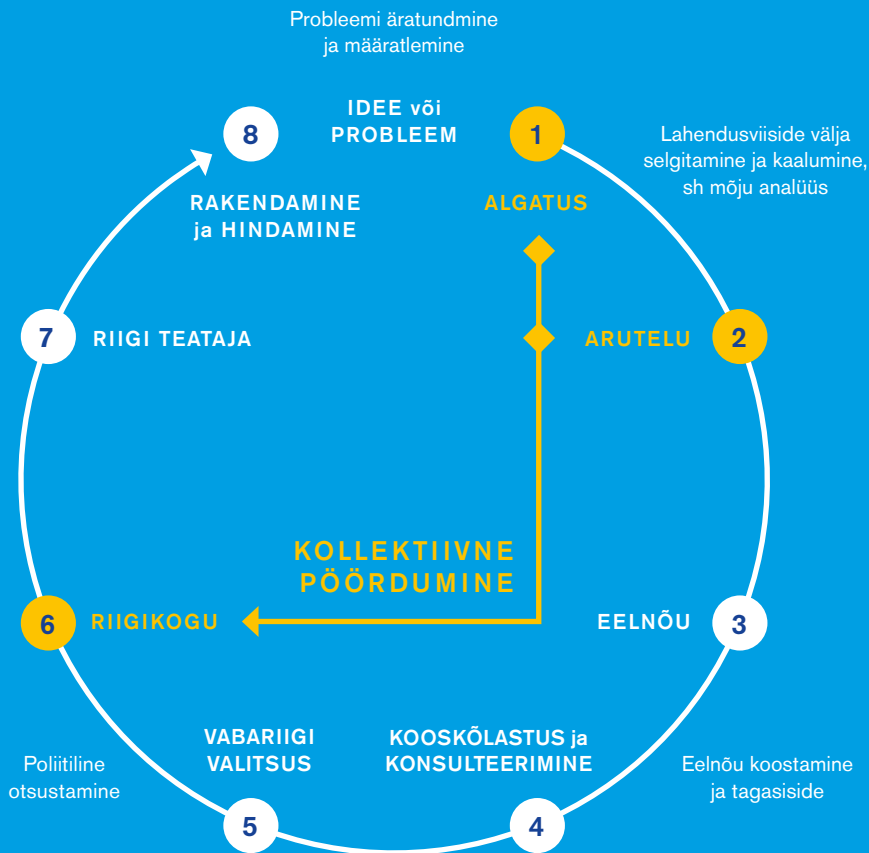 Probleemi äratundmine
ja määratlemine
IDEE või
PROBLEEM
8
1
Lahendusviiside välja
selgitamine ja kaalumine,
sh mõju analüüs
RAKENDAMINE
ja HINDAMINE
ALGATUS
7
RIIGI TEATAJA
ARUTELU
2
KOLLEKTIIVNE
PÖÖRDUMINE
6
RIIGIKOGU
EELNÕU
3
VABARIIGI
VALITSUS
KOOSKÕLASTUS ja
KONSULTEERIMINE
Poliitiline
otsustamine
Eelnõu koostamine
ja tagasiside
5
4